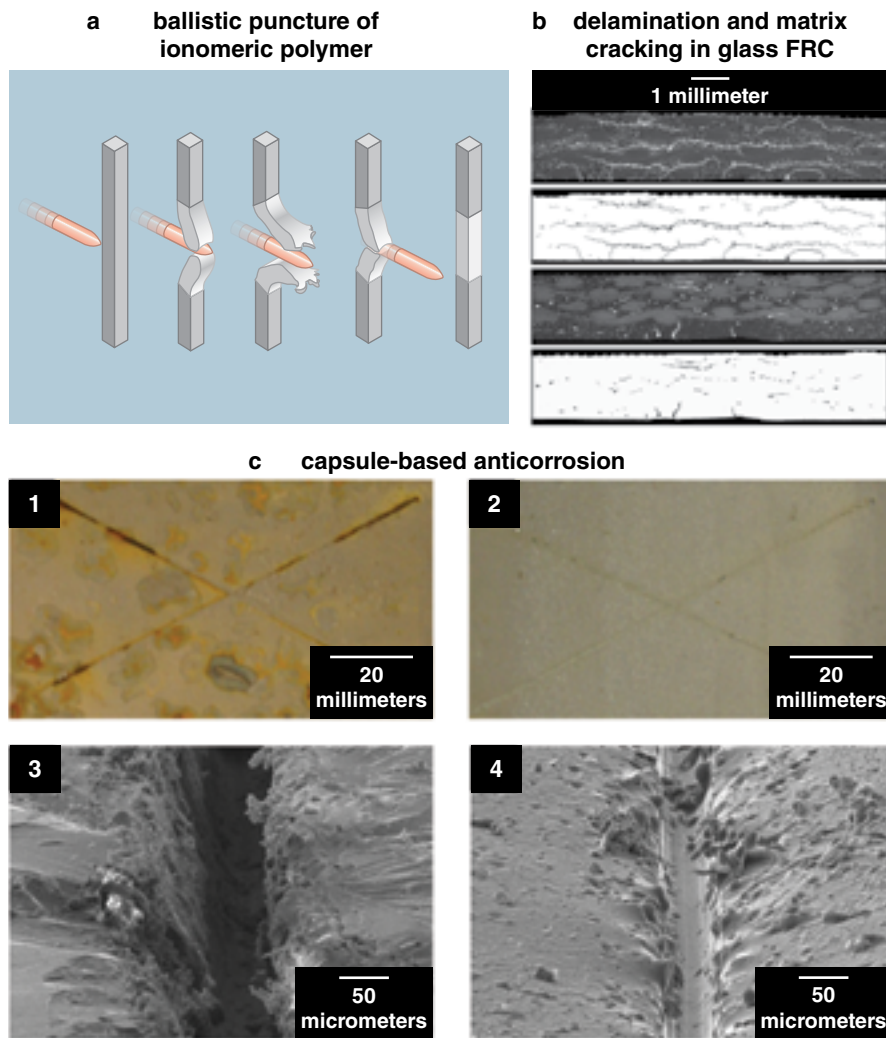 a ballistic puncture of
ionomeric polymer
b delamination and matrix
cracking in glass FRC
1 millimeter
c capsule-based anticorrosion
1
20
millimeters
2
20
millimeters
3
50
micrometers
4
50
micrometers